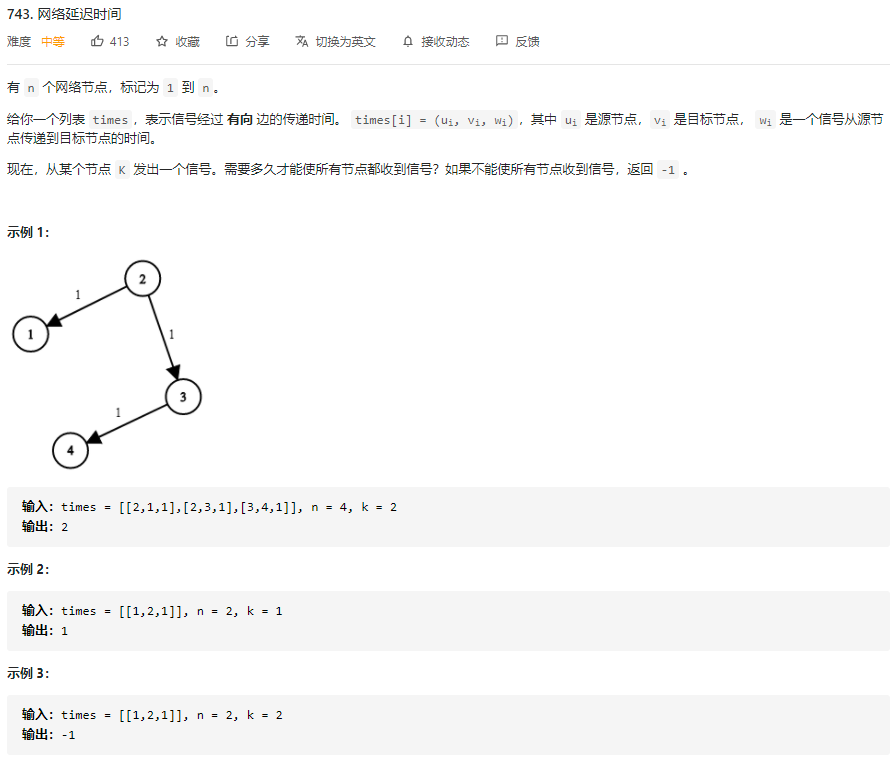 743. 网络延迟时间
难度 中等 413 收藏 分享 切换为英文 接收动态 反馈
有 n 个网络节点，标记为 1 到 n。
给你一个列表 times，表示信号经过 有向 边的传递时间。 times[i] = (ui, vi, wi)，其中 ui 是源节点，vi 是目标节点， wi 是一个信号从源节
点传递到目标节点的时间。
现在，从某个节点 K 发出一个信号。需要多久才能使所有节点都收到信号？如果不能使所有节点收到信号，返回 -1 。
示例 1：
2
1
1
1
3
1
4
输入：times = [[2,1,1],[2,3,1],[3,4,1]], n = 4, k = 2
输出：2
示例 2：
输入：times = [[1,2,1]], n = 2, k = 1
输出：1
示例 3：
输入：times = [[1,2,1]], n = 2, k = 2
输出：-1